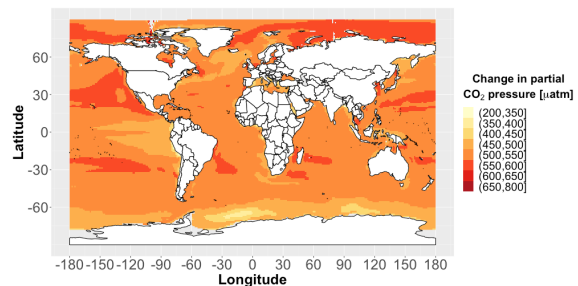 60
30
0
-30
-60
Latitude
-180 -150 -120 -90 -60 -30 0 30 60 90 120 150 180
Longitude
Change in partial
CO₂ pressure [μatm]
(200,350]
(350,400]
(400,450]
(450,500]
(500,550]
(550,600]
(600,650]
(650,800]